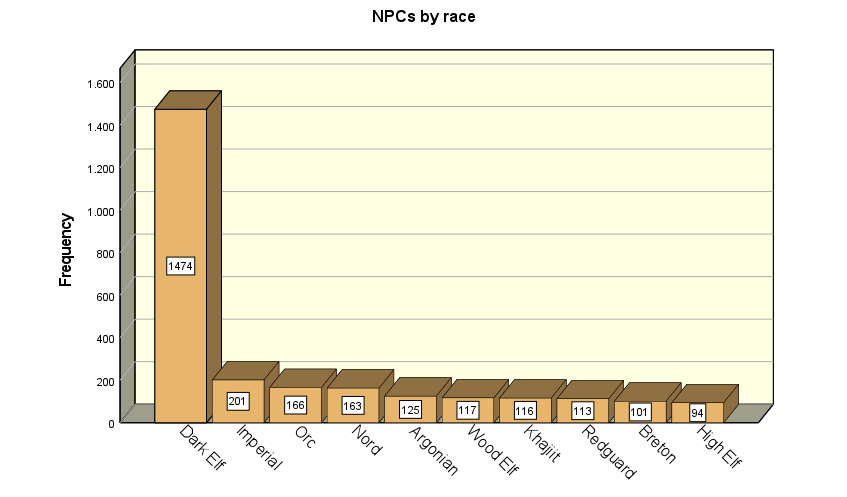 NPCs by race
Frequency
1.600
1.400
1.200
1.000
800
600
400
200
0
1474
201
166
163
125
117
116
113
101
94
Dark Elf
Imperial
Orc
Nord
Argonian
Wood Elf
Khajiit
Redguard
Breton
High Elf